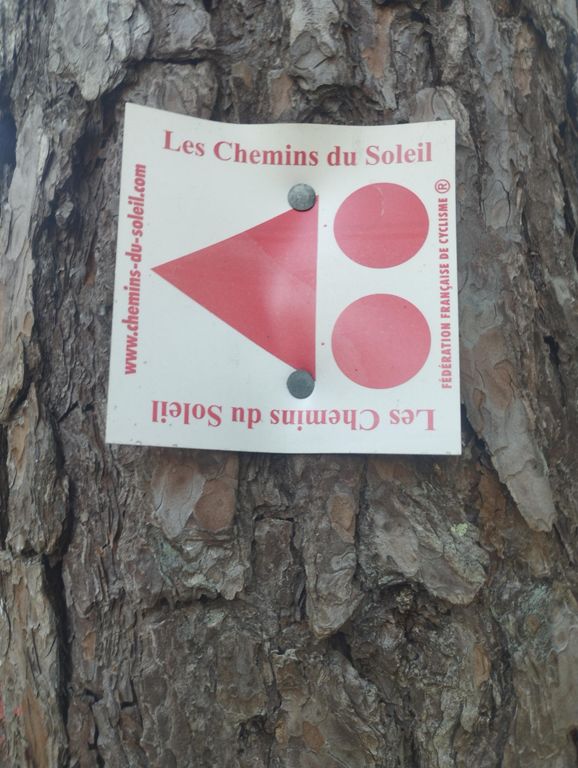 Les Chemins du Soleil
www.chemins-du-soleil.com
FÉDÉRATION FRANÇAISE DE CYCLISME ®
Les Chemins du Soleil